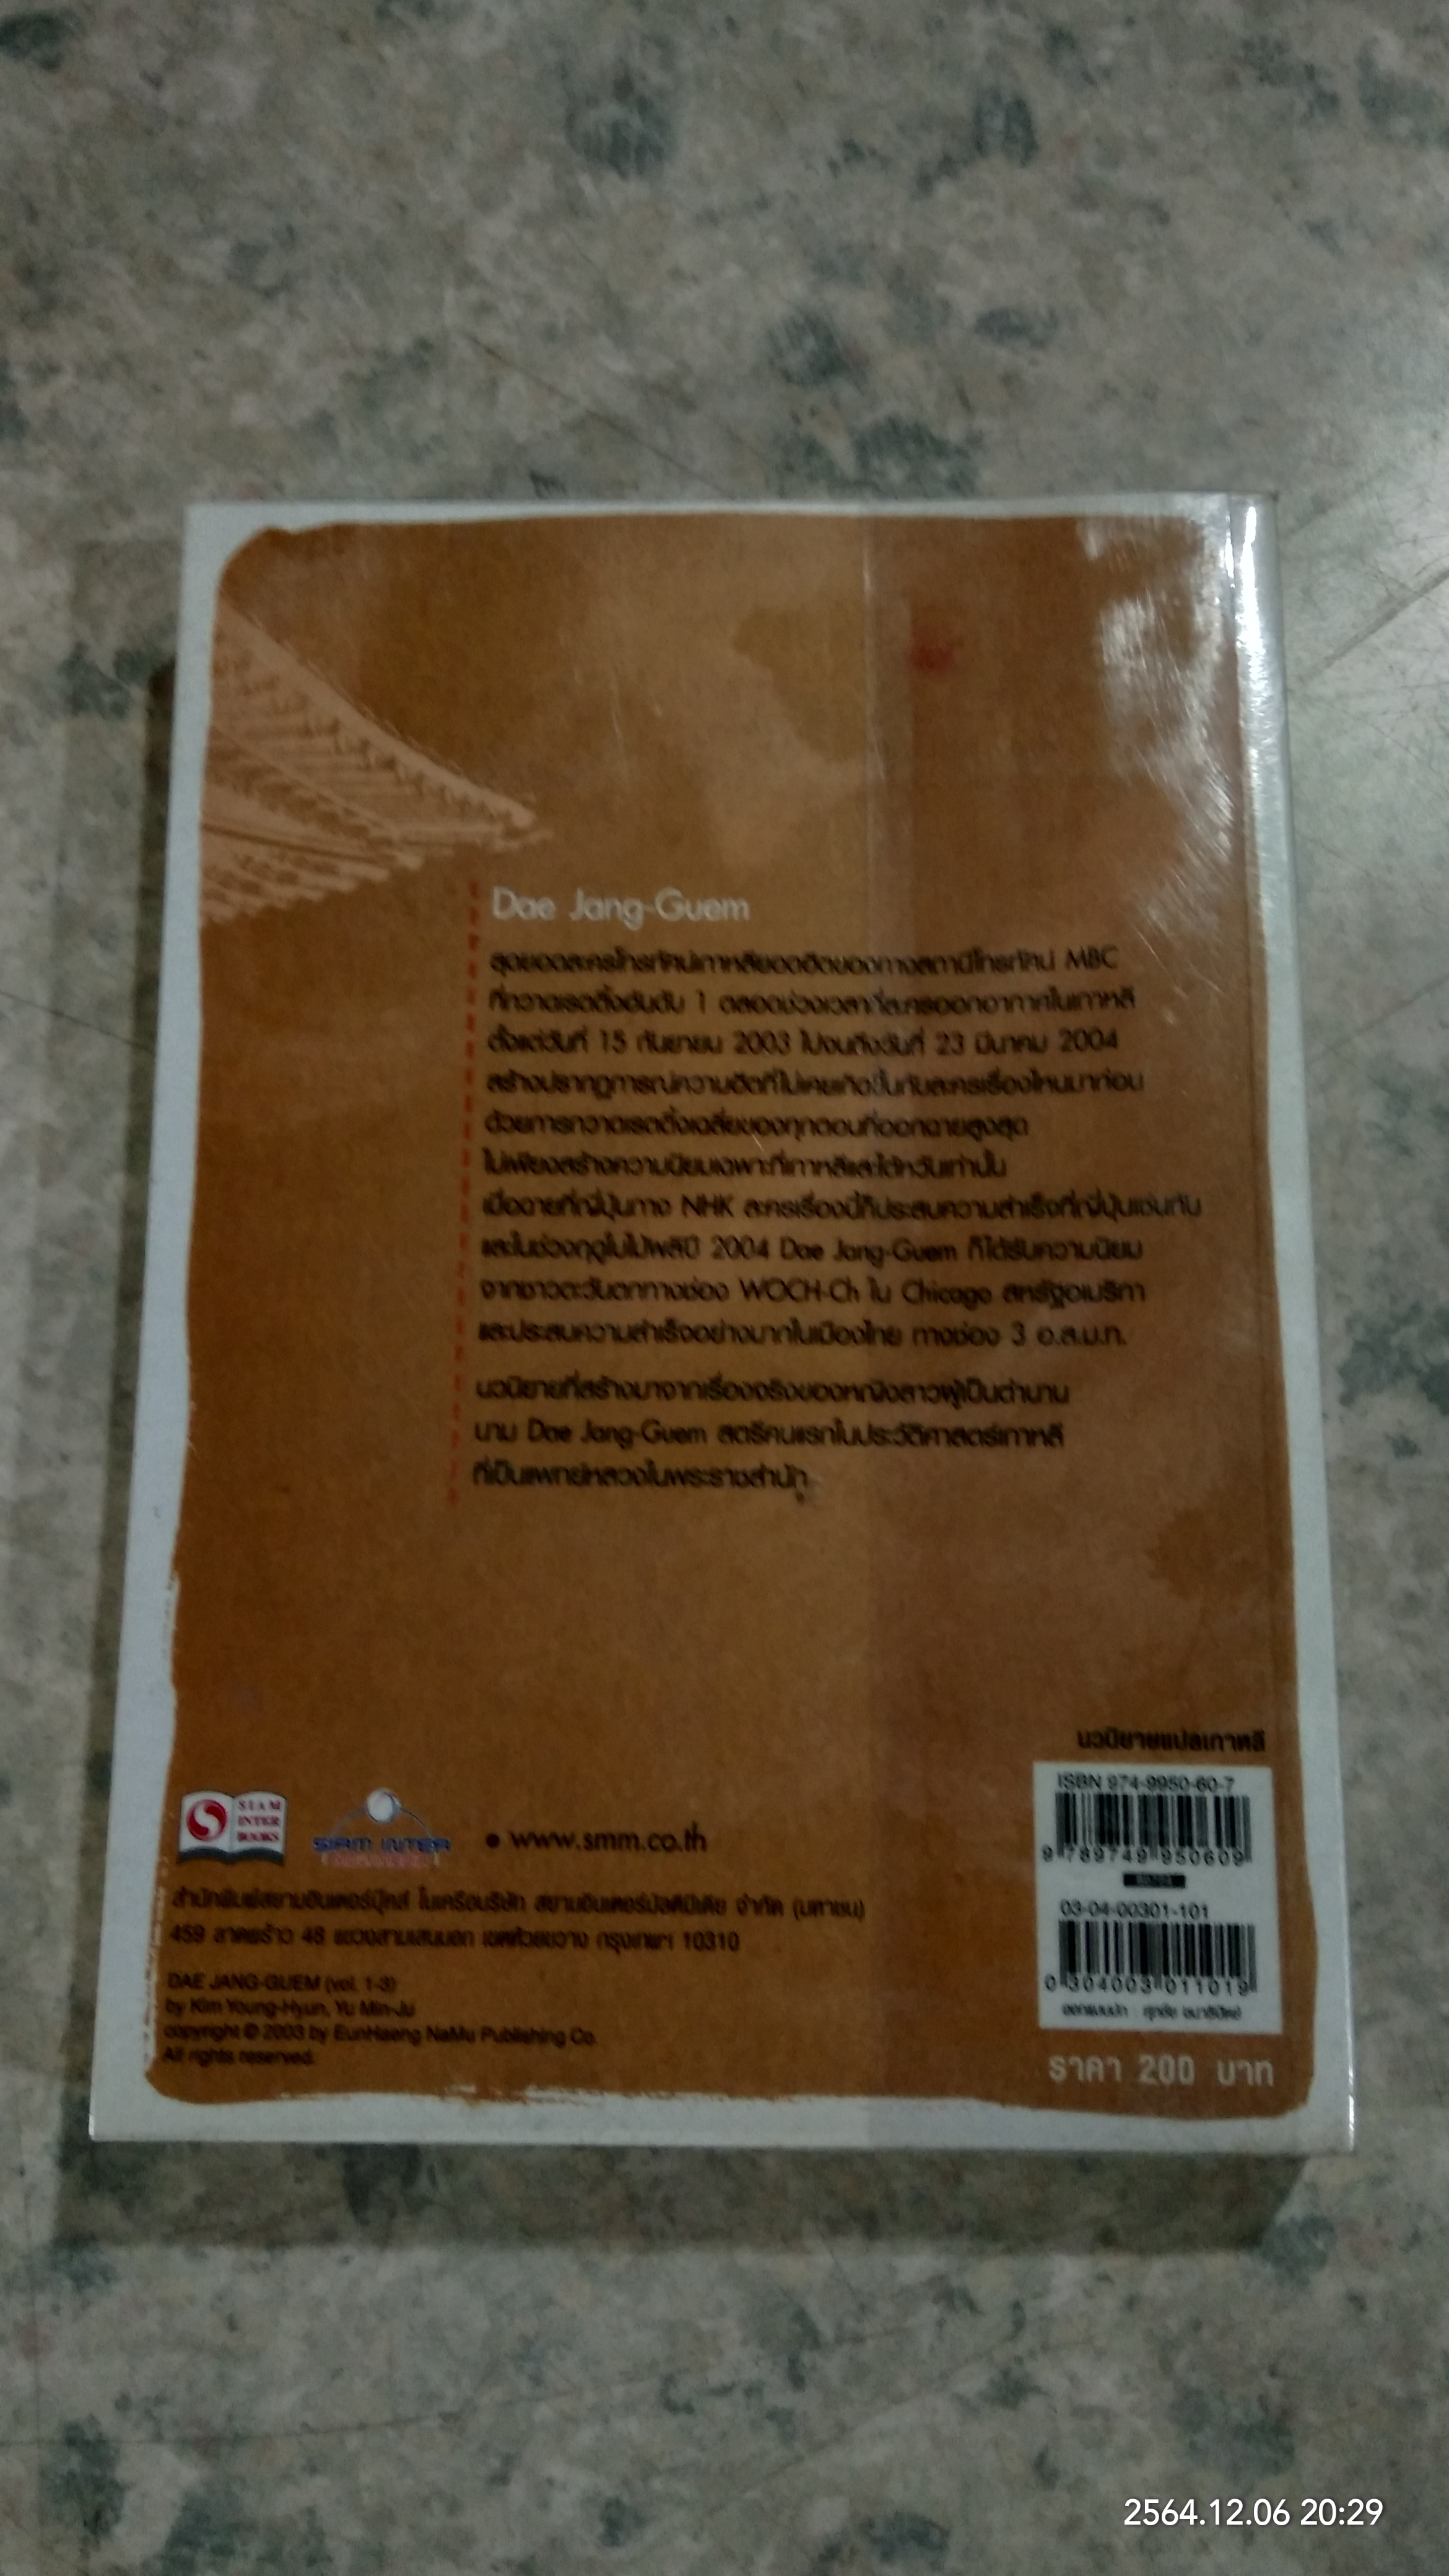 Dae Jang-Guem
สุดยอดละครโทรทัศน์เกาหลียอดฮิตของทางสถานีโทรทัศน์ MBC
ที่กวาดเรตติ้งอันดับ 1 ตลอดช่วงเวลาที่ละครออกอากาศในเกาหลี
ตั้งแต่วันที่ 15 กันยายน 2003 ไปจนถึงวันที่ 23 มีนาคม 2004
สร้างปรากฏการณ์ความฮิตที่ไม่เคยเกิดขึ้นกับละครเรื่องไหนมาก่อน
ด้วยการกวาดเรตติ้งเฉลี่ยของทุกตอนที่ออกฉายสูงสุด
ไม่เพียงสร้างความนิยมเฉพาะที่เกาหลีและไต้หวันเท่านั้น
เมื่อฉายที่ญี่ปุ่นทาง NHK ละครเรื่องนี้ก็ประสบความสำเร็จที่ญี่ปุ่นเช่นกัน
และในช่วงฤดูใบไม้ผลิปี 2004 Dae Jang-Guem ก็ได้รับความนิยม
จากชาวตะวันตกทางช่อง WOCH-Ch ใน Chicago สหรัฐอเมริกา
และประสบความสำเร็จอย่างมากในเมืองไทย ทางช่อง 3 อ.ส.ม.ท.
นวนิยายที่สร้างมาจากเรื่องจริงของหญิงสาวผู้เป็นตำนาน
นาม Dae Jang-Guem สตรีคนแรกในประวัติศาสตร์เกาหลี
ที่เป็นแพทย์หลวงในพระราชสำนัก
นวนิยายแปลเกาหลี
ISBN 974-9950-60-7
9 789749 950609
03-04-00301-101
0 304003 011019
ออกแบบปก :
ราคา 200 บาท
SIAM
INTER
BOOKS
SIAM INTER
• www.smm.co.th
สำนักพิมพ์สยามอินเตอร์บุ๊คส์ ในเครือบริษัท สยามอินเตอร์มัลติมีเดีย จำกัด (มหาชน)
459 ลาดพร้าว 48 แขวงสามเสนนอก เขตห้วยขวาง กรุงเทพฯ 10310
DAE JANG-GUEM (vol. 1-3)
by Kim Young-Hyun, Yu Min-Ju
copyright © 2003 by EunHaeng NaMu Publishing Co.
All rights reserved.
2564.12.06 20:29